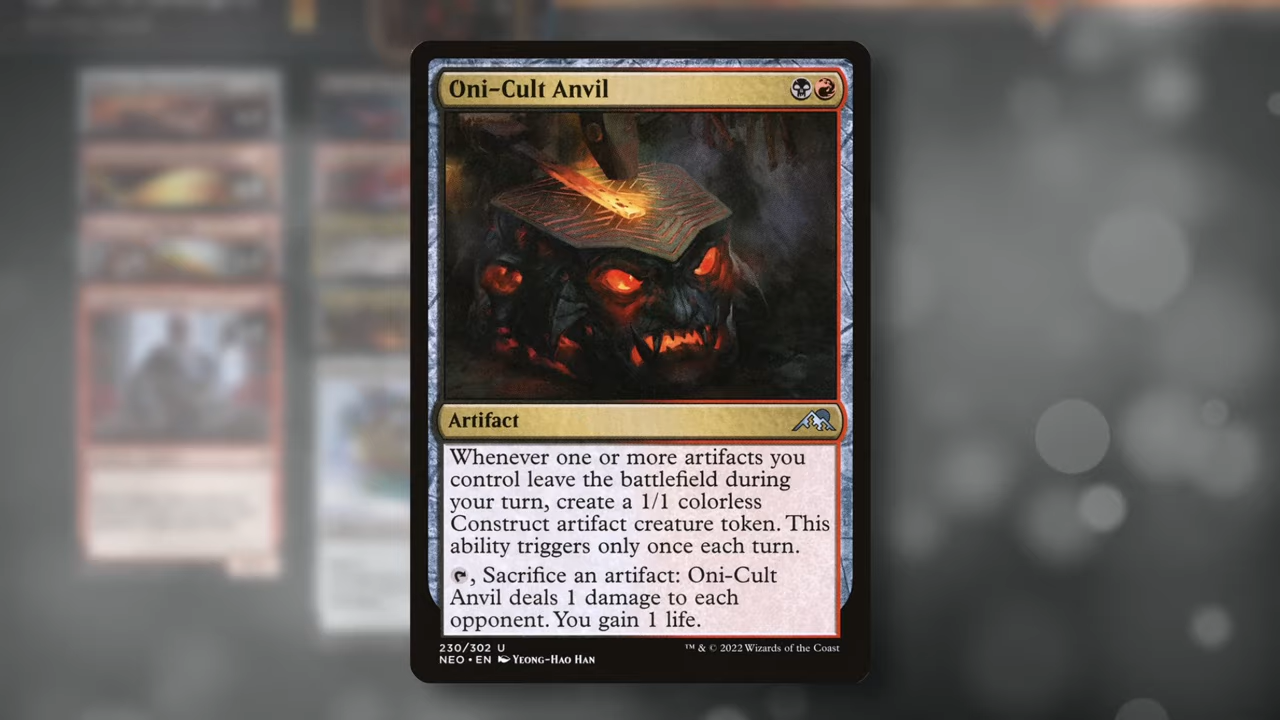 Oni-Cult Anvil
Artifact
Whenever one or more artifacts you
control leave the battlefield during
your turn, create a 1/1 colorless
Construct artifact creature token. This
ability triggers only once each turn.
, Sacrifice an artifact: Oni-Cult
Anvil deals 1 damage to each
opponent. You gain 1 life.
230/302 U
NEO • EN Yeong-Hao Han
™ & © 2022 Wizards of the Coast